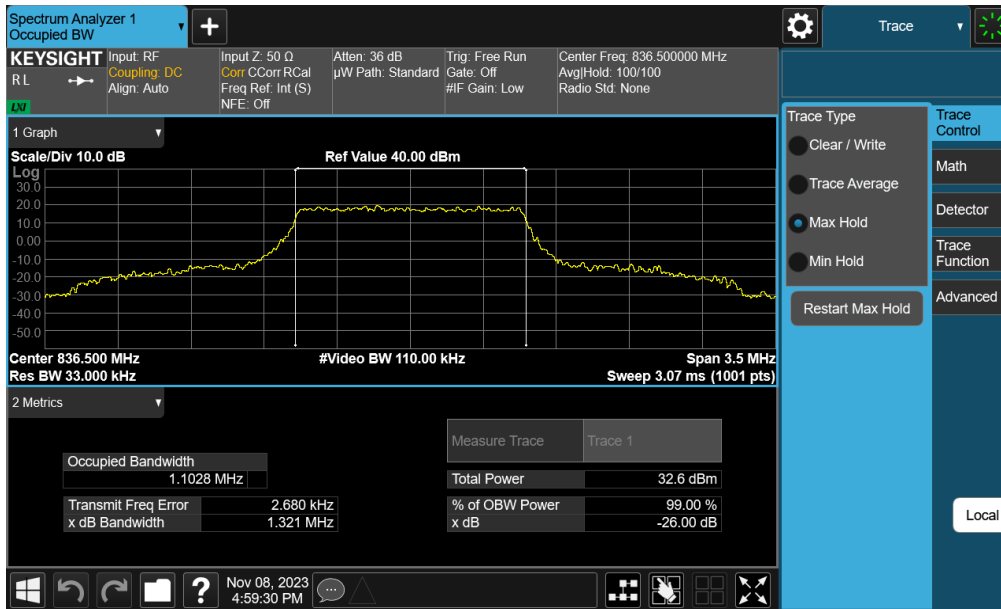 Spectrum Analyzer 1
Occupied BW
Trace
KEYSIGHT
R L
LXI
Input: RF
Coupling: DC
Align: Auto
Input Z: 50 Ω
Corr CCorr RCal
Freq Ref: Int (S)
NFE: Off
Atten: 36 dB
µW Path: Standard
Trig: Free Run
Gate: Off
#IF Gain: Low
Center Freq: 836.500000 MHz
Avg|Hold: 100/100
Radio Std: None
1 Graph
Scale/Div 10.0 dB
Ref Value 40.00 dBm
Log
30.0
20.0
10.0
0.00
-10.0
-20.0
-30.0
-40.0
-50.0
Center 836.500 MHz
#Video BW 110.00 kHz
Span 3.5 MHz
Res BW 33.000 kHz
Sweep 3.07 ms (1001 pts)
2 Metrics
Measure Trace
Trace 1
Occupied Bandwidth
1.1028 MHz
Total Power
32.6 dBm
Transmit Freq Error
2.680 kHz
% of OBW Power
99.00 %
x dB Bandwidth
1.321 MHz
x dB
-26.00 dB
Trace Type
Clear / Write
Trace Average
Max Hold
Min Hold
Restart Max Hold
Trace
Control
Math
Detector
Trace
Function
Advanced
Local
?
Nov 08, 2023
4:59:30 PM